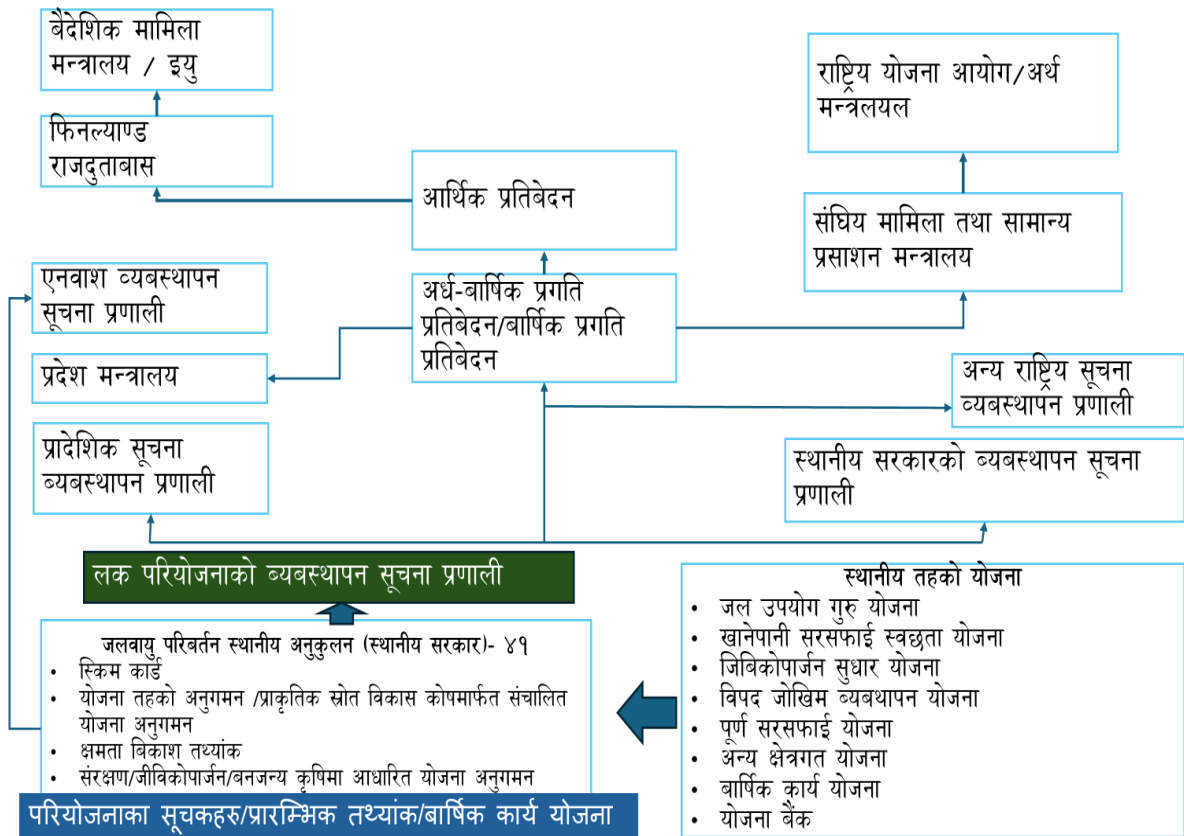 बैदेशिक मामिला
मन्त्रालय / इयु
फिनल्याण्ड
राजदुताबास
राष्ट्रिय योजना आयोग/अर्थ
मन्त्रलयल
आर्थिक प्रतिबेदन
संघिय मामिला तथा सामान्य
प्रसाशन मन्त्रालय
एनवाश व्यबस्थापन
सूचना प्रणाली
अर्ध-बार्षिक प्रगति
प्रतिबेदन/बार्षिक प्रगति
प्रतिबेदन
प्रदेश मन्त्रालय
अन्य राष्ट्रिय सूचना
व्यबस्थापन प्रणाली
प्रादेशिक सूचना
ब्यबस्थापन प्रणाली
स्थानीय सरकारको ब्यबस्थापन सूचना
प्रणाली
लक परियोजनाको ब्यबस्थापन सूचना प्रणाली
जलवायु परिबर्तन स्थानीय अनुकुलन (स्थानीय सरकार)- ४१
• स्किम कार्ड
• योजना तहको अनुगमन /प्राकृतिक स्रोत विकास कोषमार्फत संचालित
योजना अनुगमन
• क्षमता बिकाश तथ्यांक
• संरक्षण/जीविकोपार्जन/बनजन्य कृषिमा आधारित योजना अनुगमन
परियोजनाका सूचकहरु/प्रारम्भिक तथ्यांक/बार्षिक कार्य योजना
स्थानीय तहको योजना
• जल उपयोग गुरु योजना
• खानेपानी सरसफाई स्वछता योजना
• जिबिकोपार्जन सुधार योजना
• विपद जोखिम ब्यबथापन योजना
• पूर्ण सरसफाई योजना
• अन्य क्षेत्रगत योजना
• बार्षिक कार्य योजना
• योजना बैंक